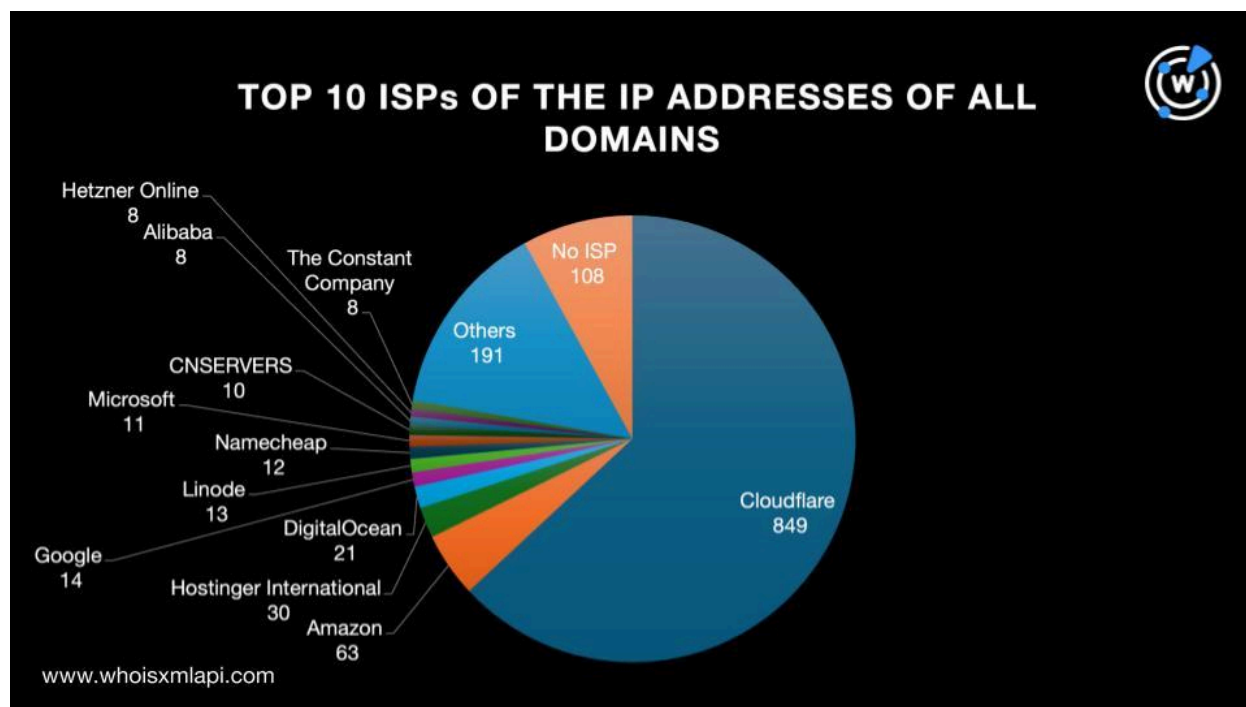 TOP 10 ISPs OF THE IP ADDRESSES OF ALL
DOMAINS
W
Hetzner Online
8
Alibaba
8
The Constant
Company
8
No ISP
108
Others
191
CNSERVERS
10
Microsoft
11
Namecheap
12
Linode
13
Google
14
DigitalOcean
21
Hostinger International
30
Amazon
63
Cloudflare
849
www.whoisxmlapi.com